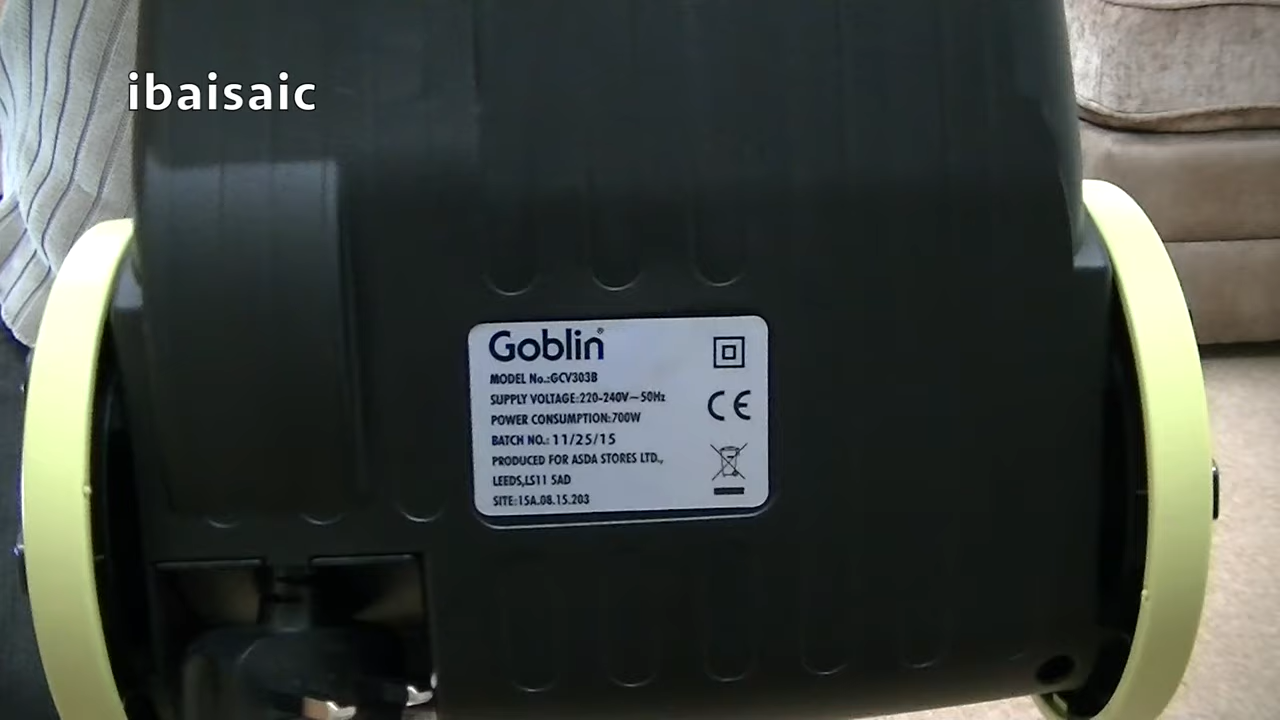 ibaisaic
Goblin®
MODEL No.:GCV303B
SUPPLY VOLTAGE:220-240V~50Hz
POWER CONSUMPTION:700W
BATCH NO.: 11/25/15
PRODUCED FOR ASDA STORES LTD.,
LEEDS,LS11 5AD
SITE:15A.08.15.203
CE